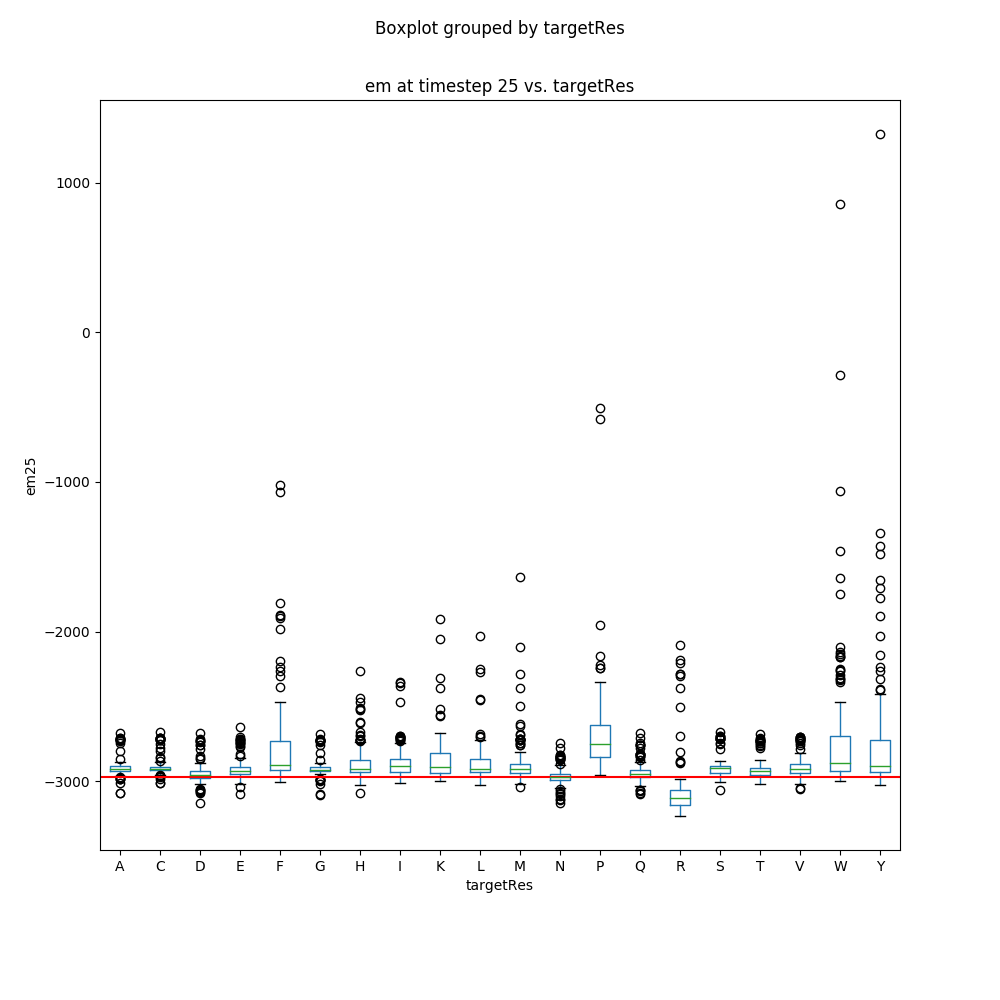 Boxplot grouped by targetRes
em at timestep 25 vs. targetRes
1000
0
−1000
−2000
−3000
em25
A C D E F G H I K L M N P Q R S T V W Y
targetRes